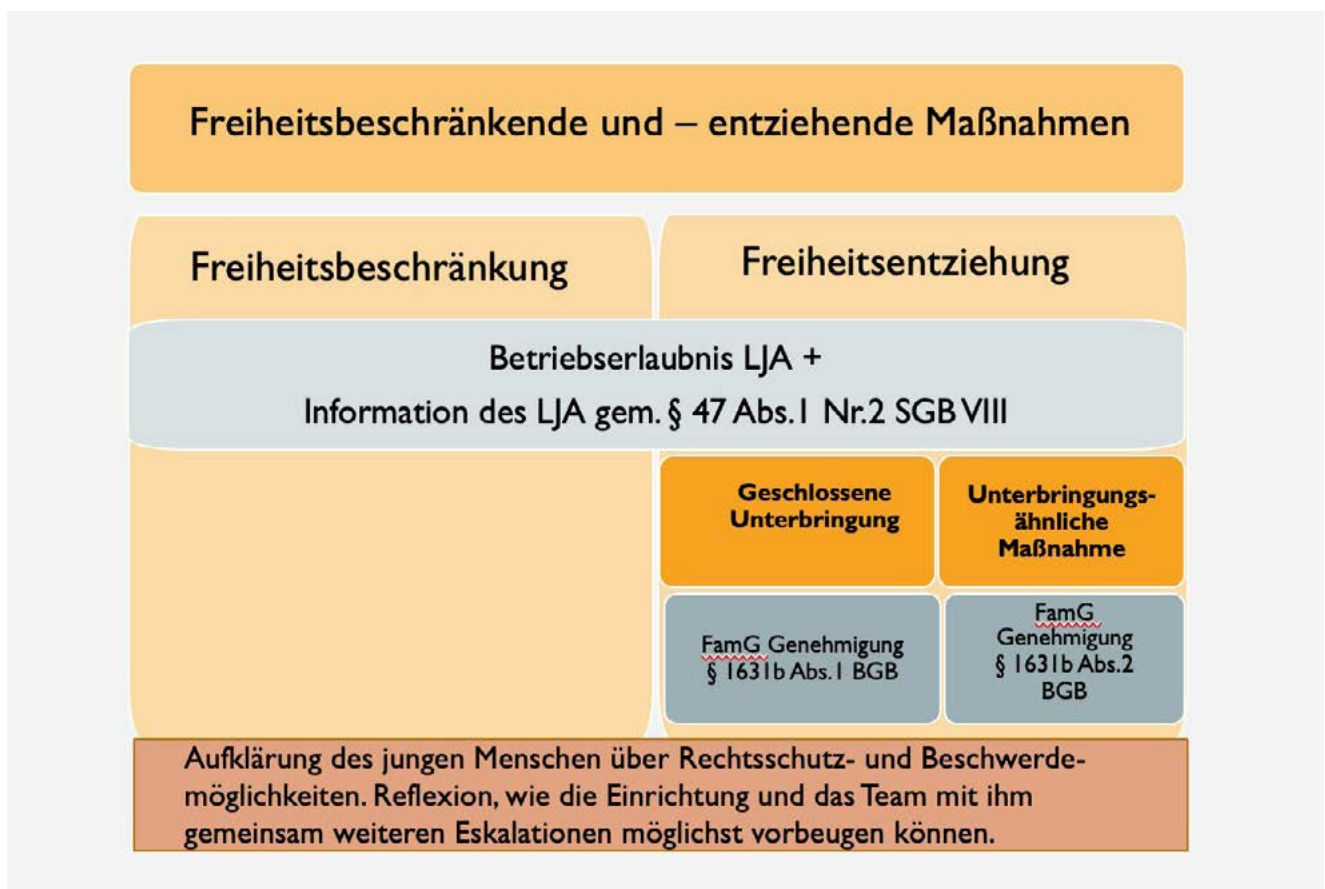 Freiheitsbeschränkende und – entziehende Maßnahmen
Freiheitsbeschränkung
Freiheitsentziehung
Betriebserlaubnis LJA +
Information des LJA gem. § 47 Abs.1 Nr.2 SGB VIII
Geschlossene
Unterbringung
Unterbringungs-
ähnliche
Maßnahme
FamG Genehmigung
§ 1631b Abs.1 BGB
FamG
Genehmigung
§ 1631b Abs.2
BGB
Aufklärung des jungen Menschen über Rechtsschutz- und Beschwerde-
möglichkeiten. Reflexion, wie die Einrichtung und das Team mit ihm
gemeinsam weiteren Eskalationen möglichst vorbeugen können.